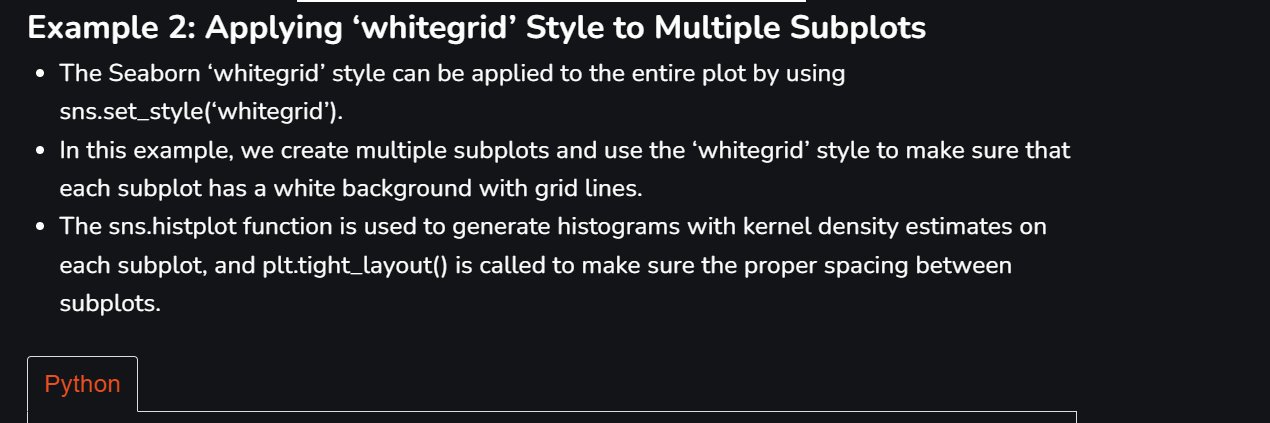 Example 2: Applying ‘whitegrid’ Style to Multiple Subplots
• The Seaborn ‘whitegrid’ style can be applied to the entire plot by using
sns.set_style(‘whitegrid’).
• In this example, we create multiple subplots and use the ‘whitegrid’ style to make sure that
each subplot has a white background with grid lines.
• The sns.histplot function is used to generate histograms with kernel density estimates on
each subplot, and plt.tight_layout() is called to make sure the proper spacing between
subplots.
Python